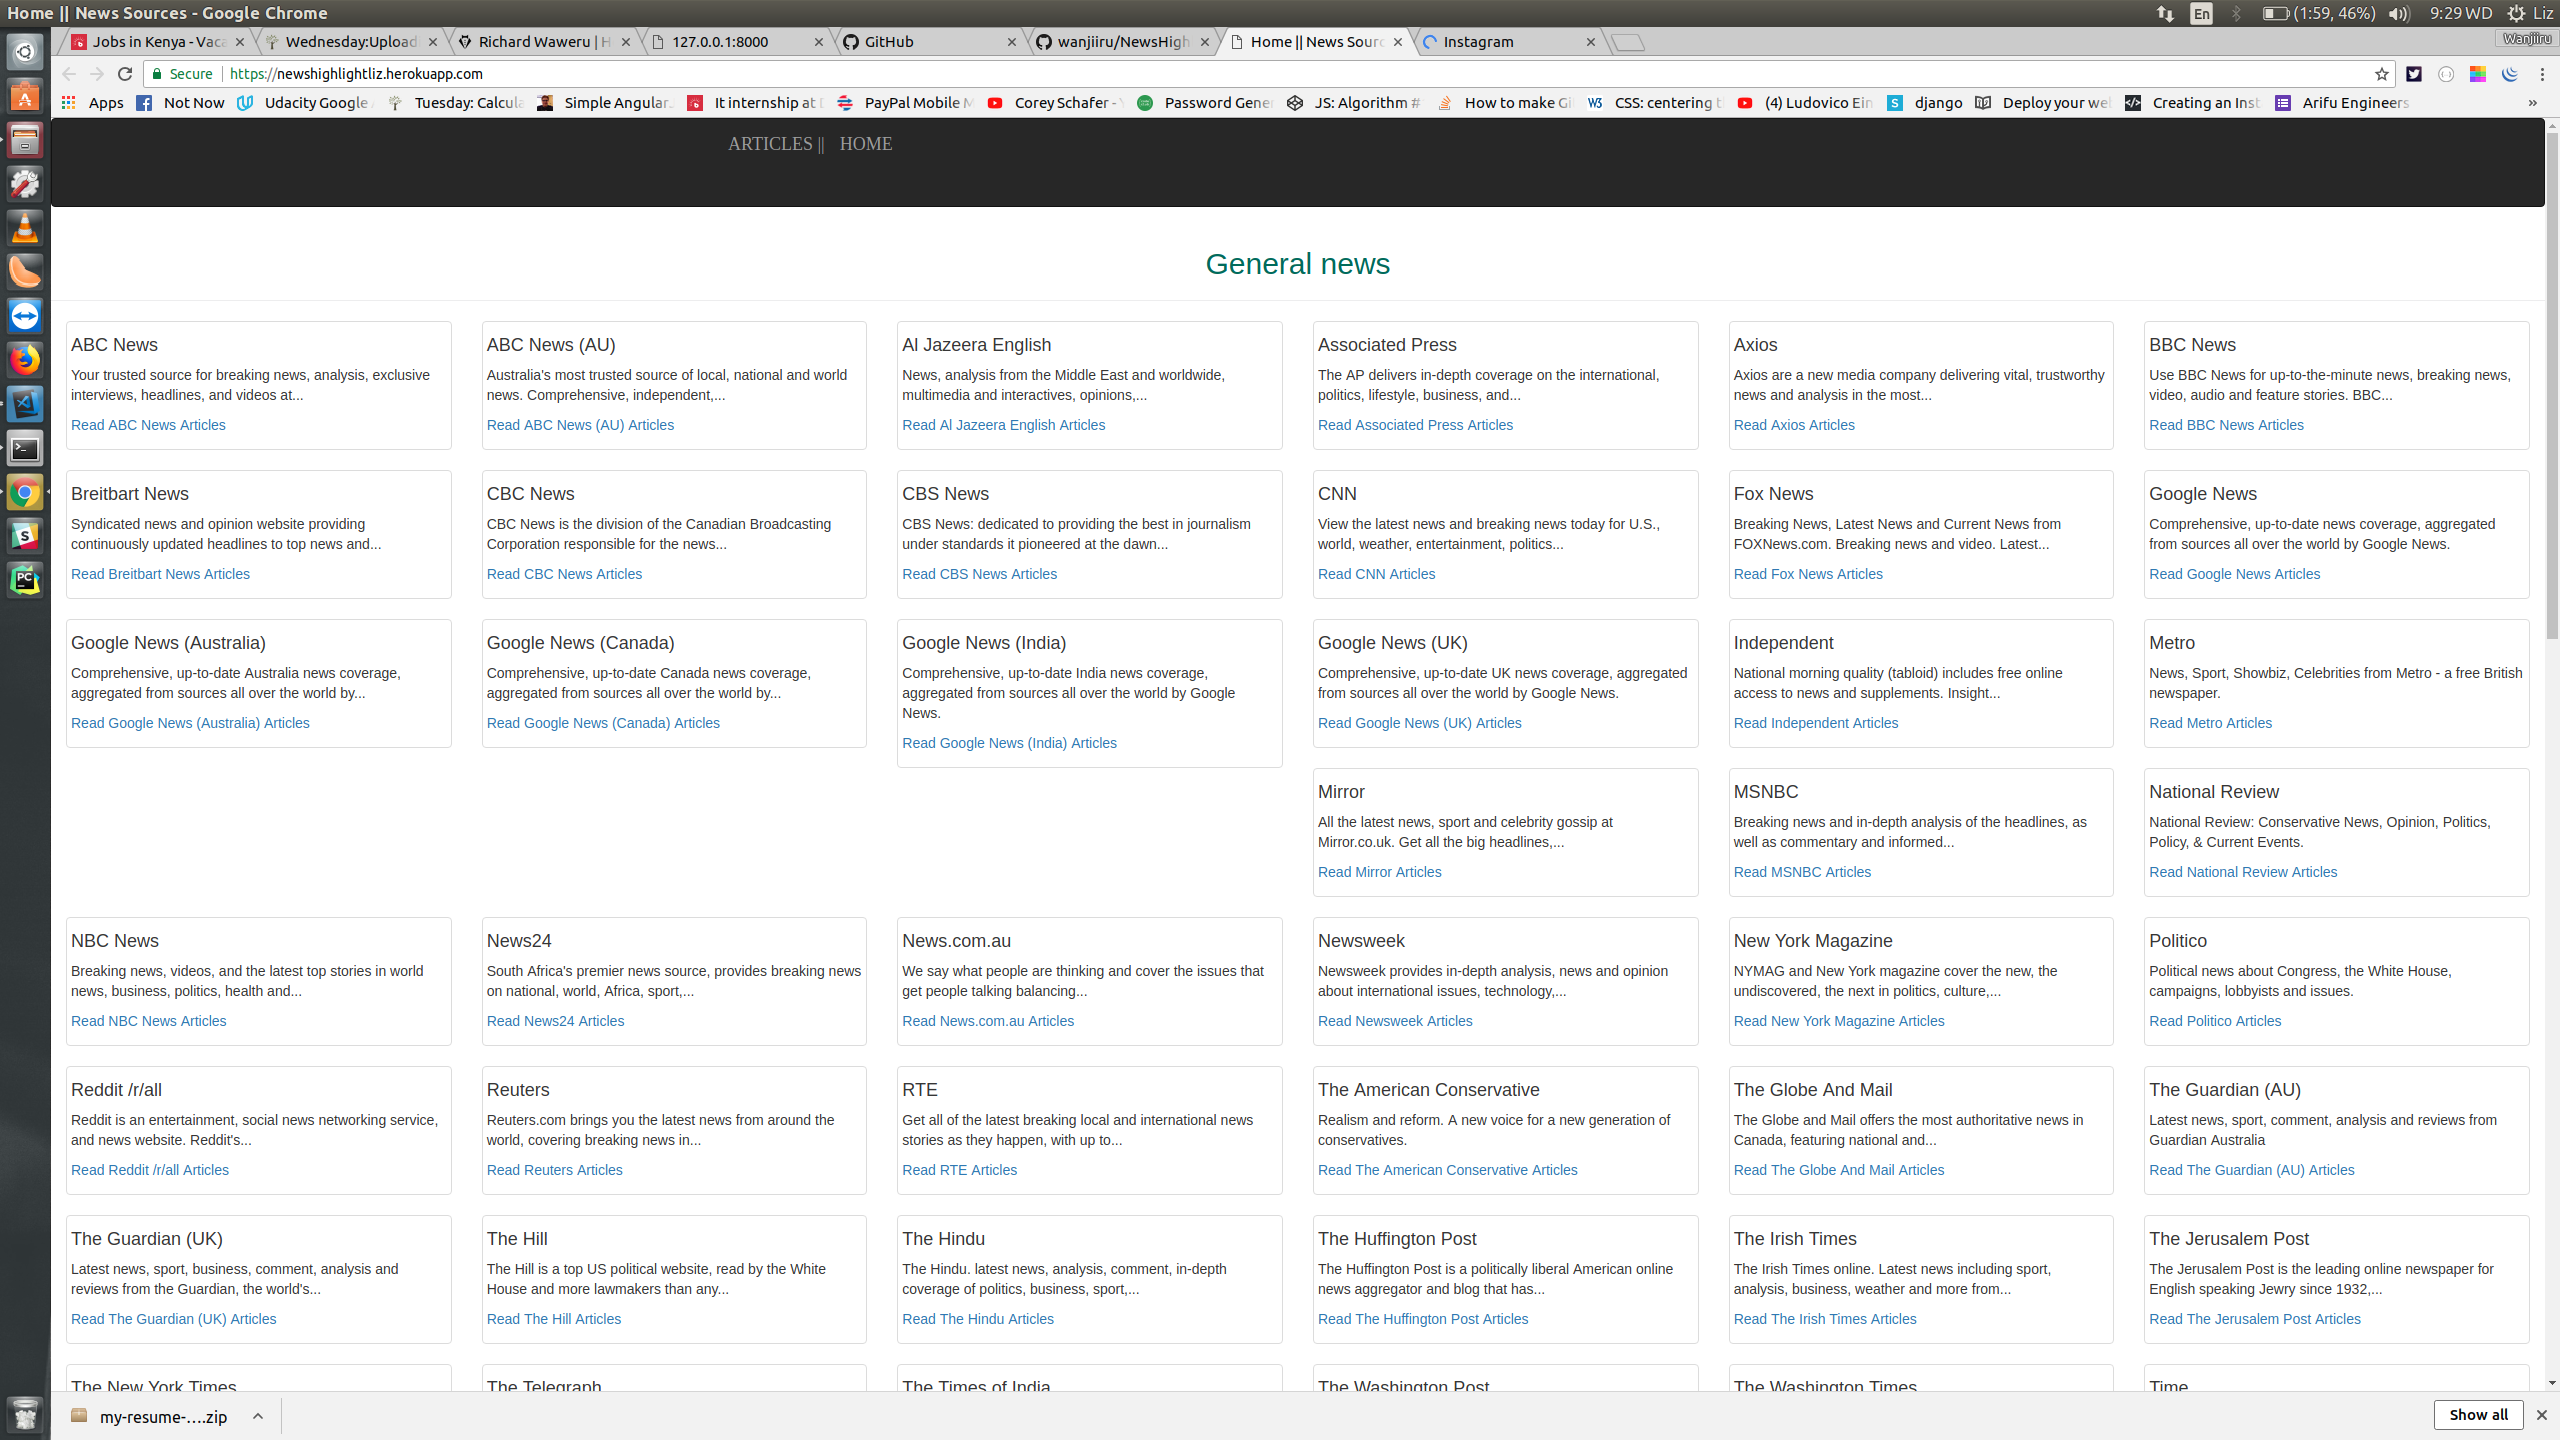 Home || News Sources - Google Chrome
En
(1:59, 46%)
9:29 WD
Liz
Jobs in Kenya - Vaca
Wednesday:Upload
Richard Waweru | H
127.0.0.1:8000
GitHub
wanjiiru/NewsHigh
Home || News Sourc
Instagram
Wanjiiru
Secure
https://newshighlightliz.herokuapp.com
Apps
Not Now
Udacity Google
Tuesday: Calcula
Simple Angular
It internship at
PayPal Mobile
Corey Schafer -
Password Gener
JS: Algorithm #
How to make Gi
CSS: centering
(4) Ludovico Ein
django
Deploy your we
Creating an Inst
Arifu Engineers
»
ARTICLES || HOME
General news
ABC News
Your trusted source for breaking news, analysis, exclusive
interviews, headlines, and videos at...
Read ABC News Articles
ABC News (AU)
Australia's most trusted source of local, national and world
news. Comprehensive, independent,...
Read ABC News (AU) Articles
Al Jazeera English
News, analysis from the Middle East and worldwide,
multimedia and interactives, opinions,...
Read Al Jazeera English Articles
Associated Press
The AP delivers in-depth coverage on the international,
politics, lifestyle, business, and...
Read Associated Press Articles
Axios
Axios are a new media company delivering vital, trustworthy
news and analysis in the most...
Read Axios Articles
BBC News
Use BBC News for up-to-the-minute news, breaking news,
video, audio and feature stories. BBC...
Read BBC News Articles
Breitbart News
Syndicated news and opinion website providing
continuously updated headlines to top news and...
Read Breitbart News Articles
CBC News
CBC News is the division of the Canadian Broadcasting
Corporation responsible for the news...
Read CBC News Articles
CBS News
CBS News: dedicated to providing the best in journalism
under standards it pioneered at the dawn...
Read CBS News Articles
CNN
View the latest news and breaking news today for U.S.,
world, weather, entertainment, politics...
Read CNN Articles
Fox News
Breaking News, Latest News and Current News from
FOXNews.com. Breaking news and video. Latest...
Read Fox News Articles
Google News
Comprehensive, up-to-date news coverage, aggregated
from sources all over the world by Google News.
Read Google News Articles
Google News (Australia)
Comprehensive, up-to-date Australia news coverage,
aggregated from sources all over the world by...
Read Google News (Australia) Articles
Google News (Canada)
Comprehensive, up-to-date Canada news coverage,
aggregated from sources all over the world by...
Read Google News (Canada) Articles
Google News (India)
Comprehensive, up-to-date India news coverage,
aggregated from sources all over the world by Google
News.
Read Google News (India) Articles
Google News (UK)
Comprehensive, up-to-date UK news coverage, aggregated
from sources all over the world by Google News.
Read Google News (UK) Articles
Independent
National morning quality (tabloid) includes free online
access to news and supplements. Insight...
Read Independent Articles
Metro
News, Sport, Showbiz, Celebrities from Metro - a free British
newspaper.
Read Metro Articles
Mirror
All the latest news, sport and celebrity gossip at
Mirror.co.uk. Get all the big headlines,...
Read Mirror Articles
MSNBC
Breaking news and in-depth analysis of the headlines, as
well as commentary and informed...
Read MSNBC Articles
National Review
National Review: Conservative News, Opinion, Politics,
Policy, & Current Events.
Read National Review Articles
NBC News
Breaking news, videos, and the latest top stories in world
news, business, politics, health and...
Read NBC News Articles
News24
South Africa's premier news source, provides breaking news
on national, world, Africa, sport,...
Read News24 Articles
News.com.au
We say what people are thinking and cover the issues that
get people talking balancing...
Read News.com.au Articles
Newsweek
Newsweek provides in-depth analysis, news and opinion
about international issues, technology,...
Read Newsweek Articles
New York Magazine
NYMAG and New York magazine cover the new, the
undiscovered, the next in politics, culture,...
Read New York Magazine Articles
Politico
Political news about Congress, the White House,
campaigns, lobbyists and issues.
Read Politico Articles
Reddit /r/all
Reddit is an entertainment, social news networking service,
and news website. Reddit's...
Read Reddit /r/all Articles
Reuters
Reuters.com brings you the latest news from around the
world, covering breaking news in...
Read Reuters Articles
RTE
Get all of the latest breaking local and international news
stories as they happen, with up to...
Read RTE Articles
The American Conservative
Realism and reform. A new voice for a new generation of
conservatives.
Read The American Conservative Articles
The Globe And Mail
The Globe and Mail offers the most authoritative news in
Canada, featuring national and...
Read The Globe And Mail Articles
The Guardian (AU)
Latest news, sport, comment, analysis and reviews from
Guardian Australia
Read The Guardian (AU) Articles
The Guardian (UK)
Latest news, sport, business, comment, analysis and
reviews from the Guardian, the world's...
Read The Guardian (UK) Articles
The Hill
The Hill is a top US political website, read by the White
House and more lawmakers than any...
Read The Hill Articles
The Hindu
The Hindu. latest news, analysis, comment, in-depth
coverage of politics, business, sport,...
Read The Hindu Articles
The Huffington Post
The Huffington Post is a politically liberal American online
news aggregator and blog that has...
Read The Huffington Post Articles
The Irish Times
The Irish Times online. Latest news including sport,
analysis, business, weather and more from...
Read The Irish Times Articles
The Jerusalem Post
The Jerusalem Post is the leading online newspaper for
English speaking Jewry since 1932,...
Read The Jerusalem Post Articles
The New York Times
The Telegraph
The Times of India
The Washington Post
The Washington Times
Time
my-resume-....zip
Show all